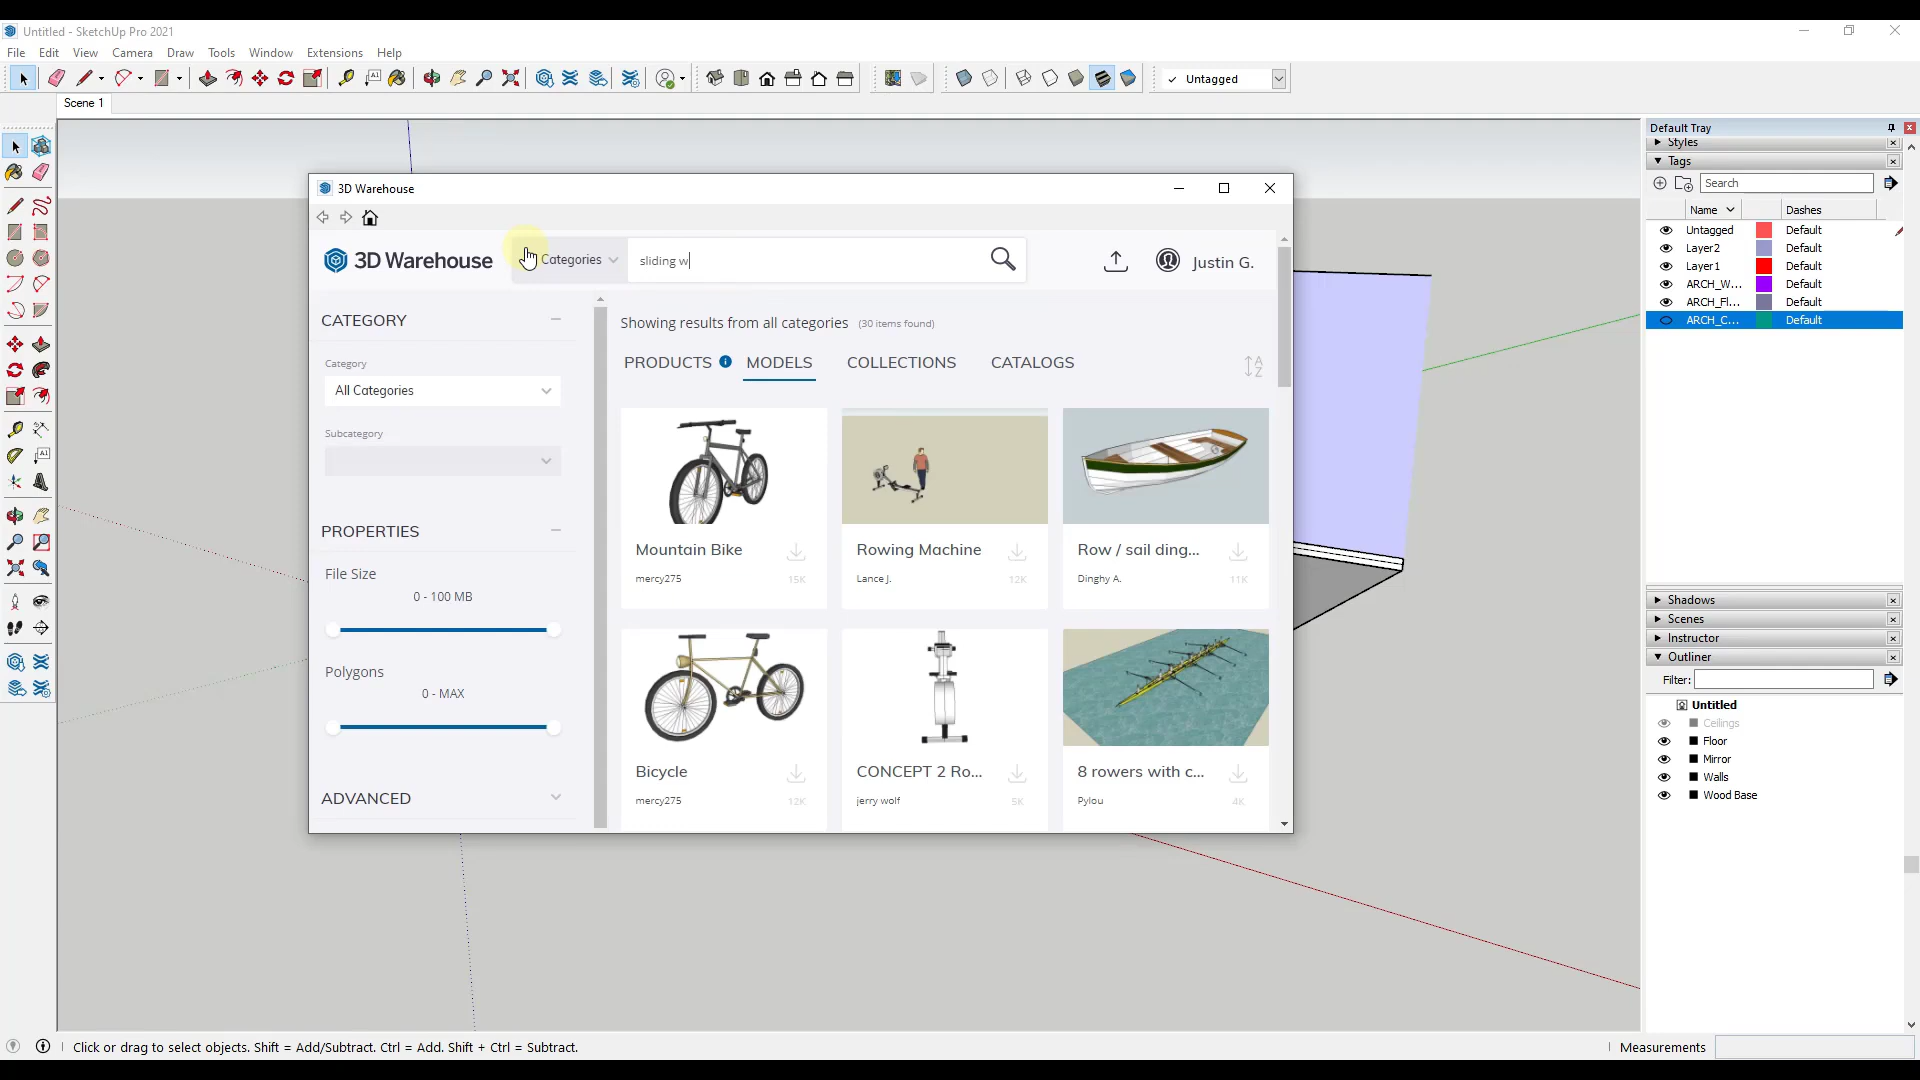 Untitled - SketchUp Pro 2021
File Edit View Camera Draw Tools Window Extensions Help
Untagged
Scene 1
3D Warehouse
3D Warehouse
Categories
sliding w
Justin G.
CATEGORY
Category
All Categories
Subcategory
PROPERTIES
File Size
0 - 100 MB
Polygons
0 - MAX
ADVANCED
Showing results from all categories (30 items found)
PRODUCTS MODELS COLLECTIONS CATALOGS
Mountain Bike
mercy275 15K
Rowing Machine
Lance J. 12K
Row / sail ding...
Dinghy A. 11K
Bicycle
mercy275 12K
CONCEPT 2 Ro...
jerry wolf 5K
8 rowers with c...
Pylou 4K
Default Tray
Styles
Tags
Search
Name Dashes
Untagged Default
Layer2 Default
Layer1 Default
ARCH_W... Default
ARCH_Fl... Default
ARCH_C... Default
Shadows
Scenes
Instructor
Outliner
Filter:
Untitled
Ceilings
Floor
Mirror
Walls
Wood Base
Click or drag to select objects. Shift = Add/Subtract. Ctrl = Add. Shift + Ctrl = Subtract.
Measurements